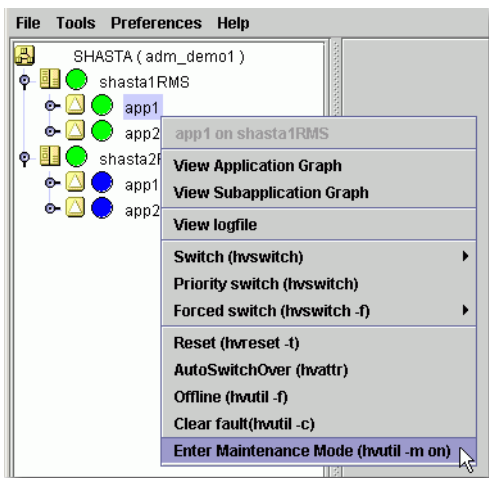 File Tools Preferences Help
SHASTA ( adm_demo1 )
shasta1RMS
app1
app2
shasta2
app1
app2
app1 on shasta1RMS
View Application Graph
View Subapplication Graph
View logfile
Switch (hvswitch)
Priority switch (hvswitch)
Forced switch (hvswitch -f)
Reset (hvreset -t)
AutoSwitchOver (hvattr)
Offline (hvutil -f)
Clear fault(hvutil -c)
Enter Maintenance Mode (hvutil -m on)